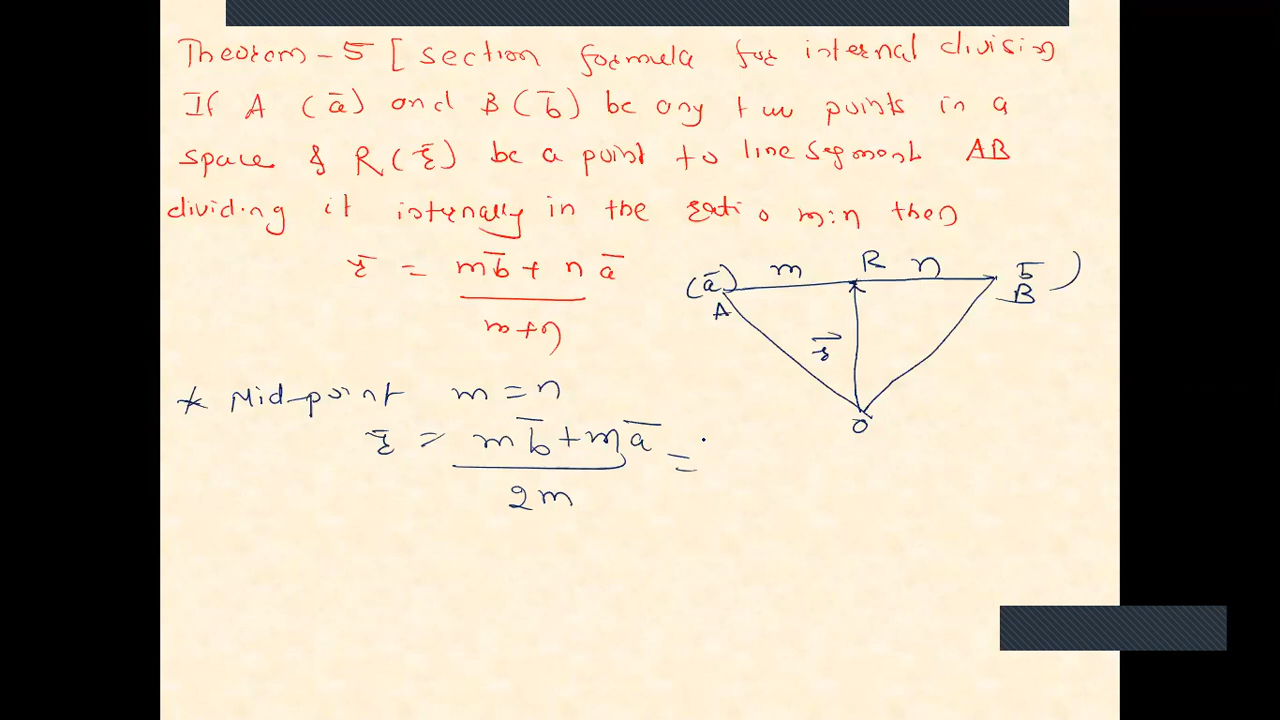 Theorem - 5 [ section formula for internal division
If A (a̅) and B (b̅) be any two points in a
space & R (r̅) be a point to line segment AB
dividing it internally in the ratio m:n then
r̅ = m b̅ + n a̅
m+n
(a̅) m R n b̅ )
A B
r⃗
O
* Mid-point m = n
r̅ = m b̅ + m a̅ =
2m